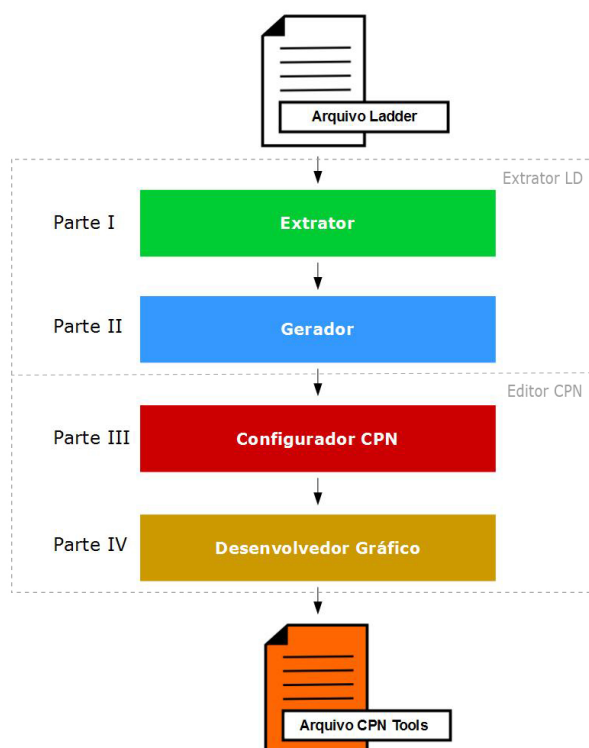 Arquivo Ladder
Extrator LD
Parte I
Extrator
Parte II
Gerador
Editor CPN
Parte III
Configurador CPN
Parte IV
Desenvolvedor Gráfico
Arquivo CPN Tools